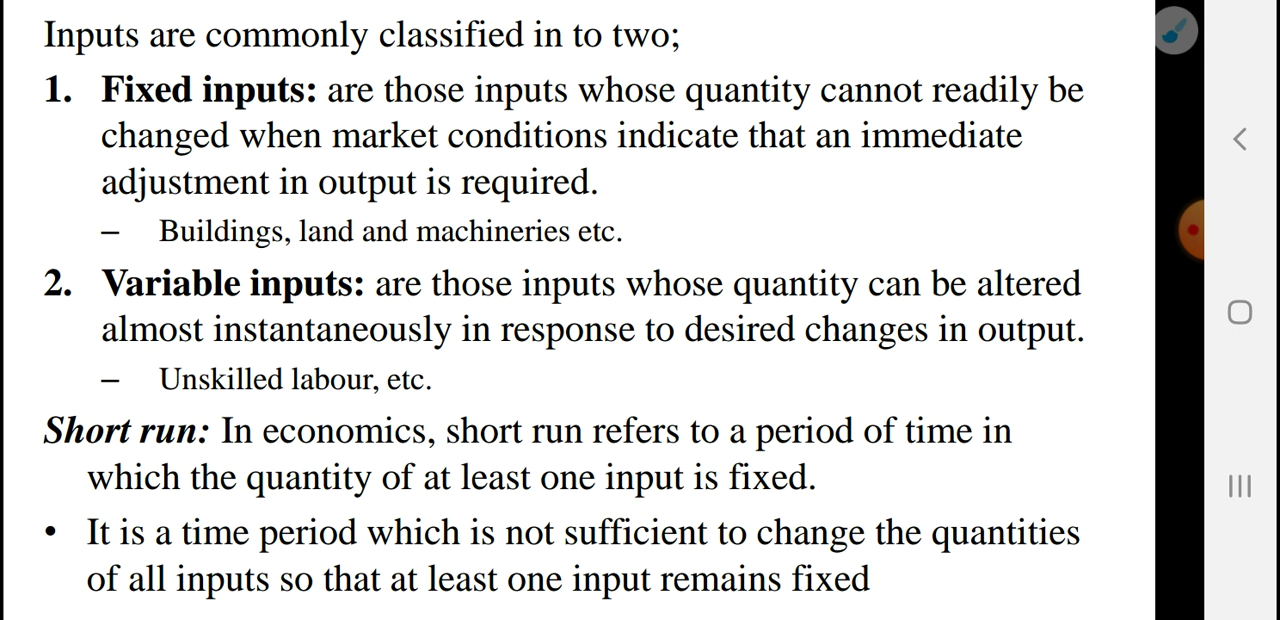 Inputs are commonly classified in to two;
1. Fixed inputs: are those inputs whose quantity cannot readily be
changed when market conditions indicate that an immediate
adjustment in output is required.
– Buildings, land and machineries etc.
2. Variable inputs: are those inputs whose quantity can be altered
almost instantaneously in response to desired changes in output.
– Unskilled labour, etc.
Short run: In economics, short run refers to a period of time in
which the quantity of at least one input is fixed.
• It is a time period which is not sufficient to change the quantities
of all inputs so that at least one input remains fixed